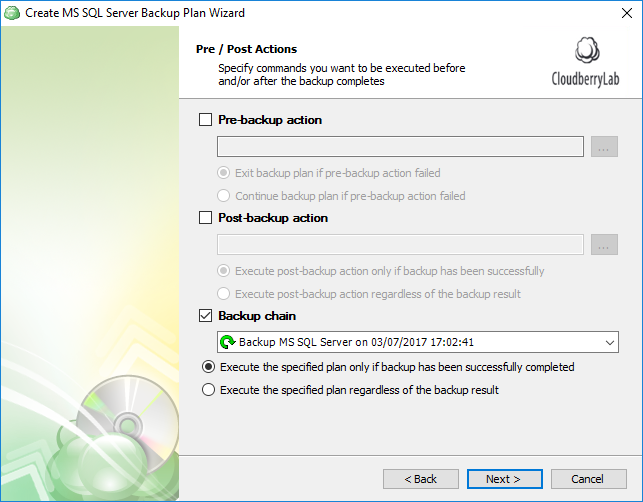 Create MS SQL Server Backup Plan Wizard
Pre / Post Actions
Specify commands you want to be executed before
and/or after the backup completes
CloudberryLab
Pre-backup action
...
Exit backup plan if pre-backup action failed
Continue backup plan if pre-backup action failed
Post-backup action
...
Execute post-backup action only if backup has been successfully
Execute post-backup action regardless of the backup result
Backup chain
Backup MS SQL Server on 03/07/2017 17:02:41
Execute the specified plan only if backup has been successfully completed
Execute the specified plan regardless of the backup result
< Back
Next >
Cancel